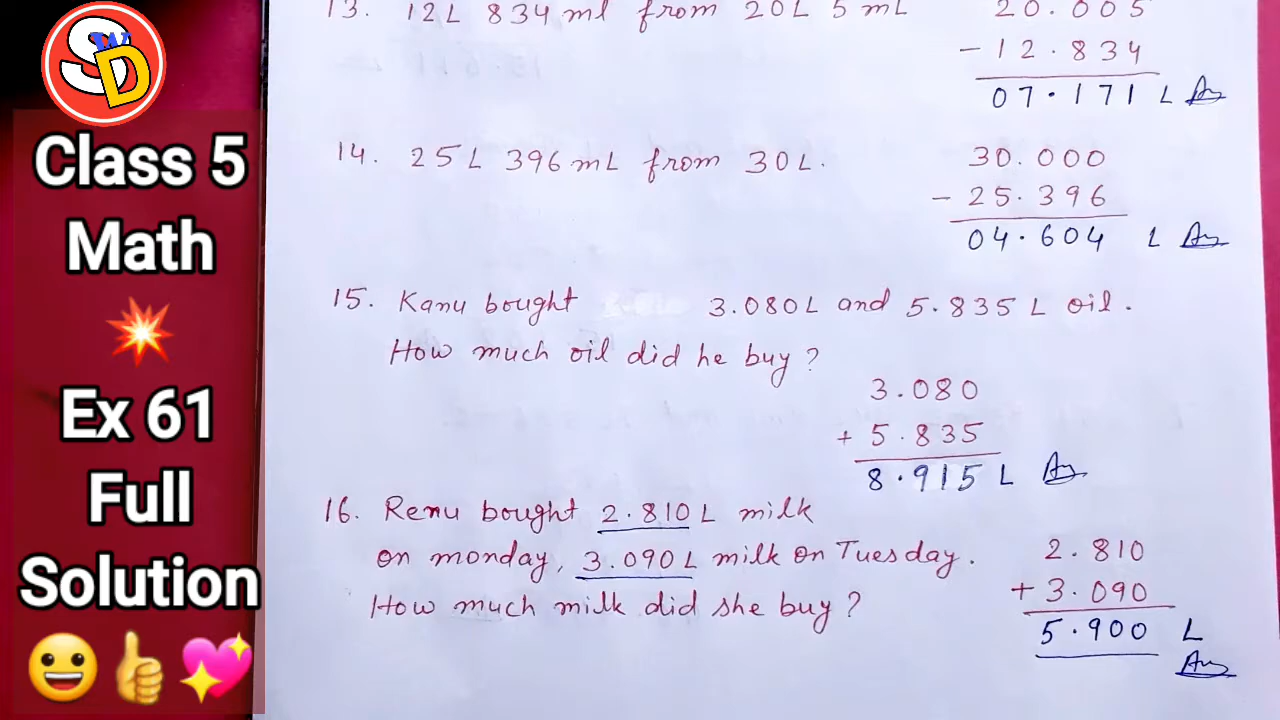 SWD
Class 5
Math
💥
Ex 61
Full
Solution
😀👍💖
13. 12L 834 ml from 20L 5 mL
20.005
- 12.834
07.171 L Ans
14. 25L 396 mL from 30L.
30.000
- 25.396
04.604 L Ans
15. Kanu bought 3.080L and 5.835 L oil.
How much oil did he buy?
3.080
+ 5.835
8.915 L Ans
16. Renu bought 2.810 L milk
on monday, 3.090 L milk on Tuesday.
How much milk did she buy?
2.810
+ 3.090
5.900 L
Ans